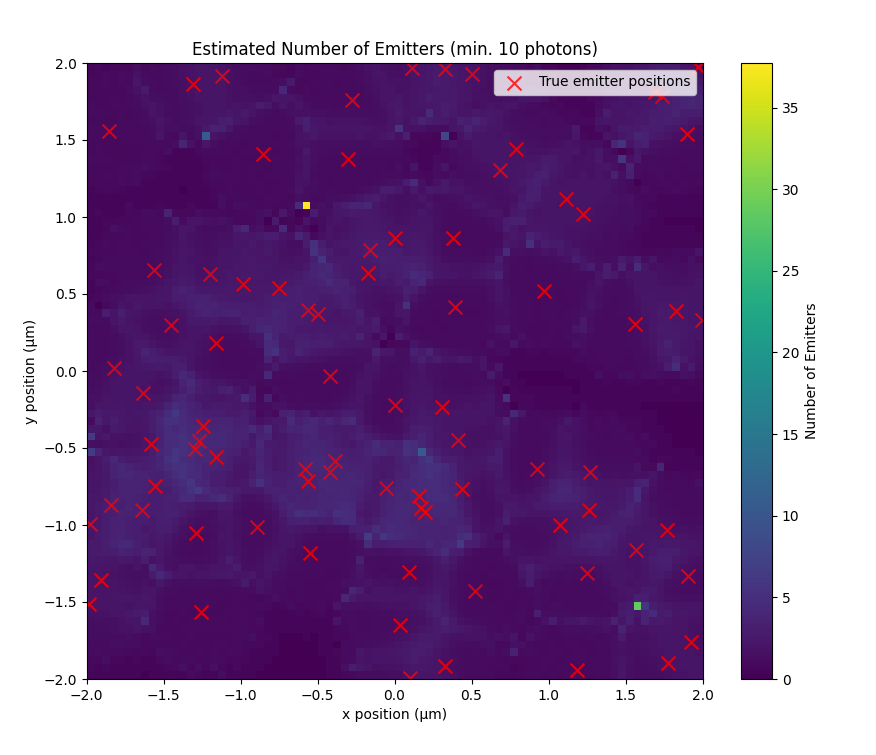 Estimated Number of Emitters (min. 10 photons)
True emitter positions
2.0
1.5
1.0
0.5
0.0
−0.5
−1.0
−1.5
−2.0
y position (μm)
−2.0 −1.5 −1.0 −0.5 0.0 0.5 1.0 1.5 2.0
x position (μm)
35
30
25
20
15
10
5
0
Number of Emitters